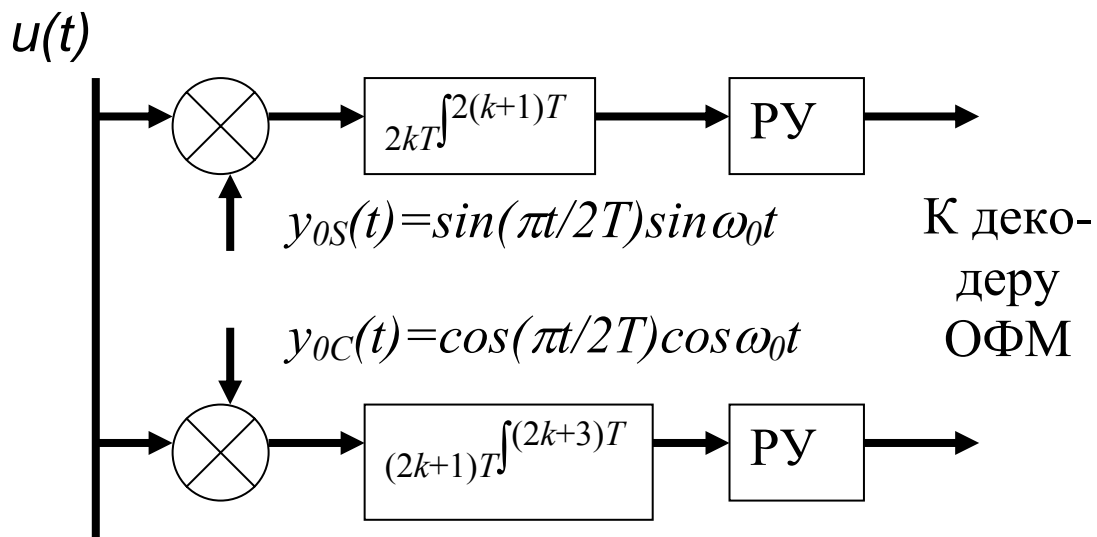 u(t)
2kT∫2(k+1)T
РУ
y0S(t)=sin(πt/2T)sinω0t
y0C(t)=cos(πt/2T)cosω0t
К деко-
деру
ОФМ
(2k+1)T∫(2k+3)T
РУ